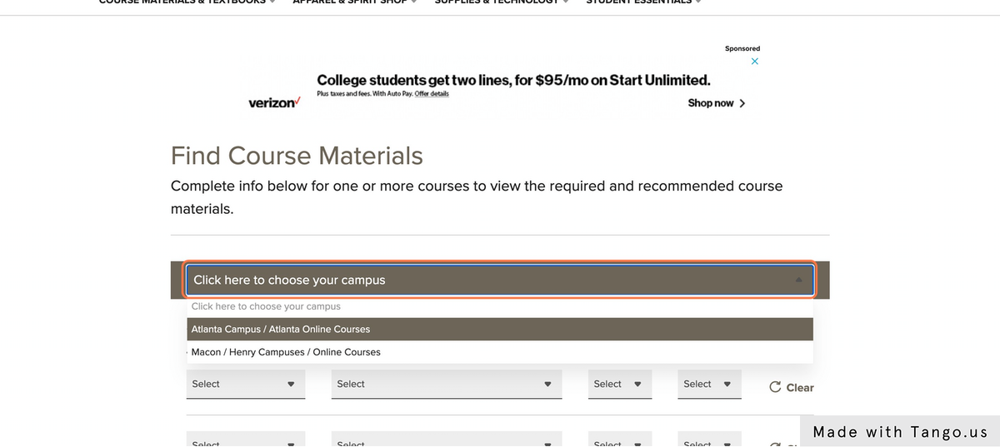 COURSE MATERIALS & TEXTBOOKS APPAREL & SPIRIT SHOP SUPPLIES & TECHNOLOGY STUDENT ESSENTIALS
Sponsored
College students get two lines, for $95/mo on Start Unlimited.
Plus taxes and fees. With Auto Pay. Offer details
verizon
Shop now
Find Course Materials
Complete info below for one or more courses to view the required and recommended course
materials.
Click here to choose your campus
Click here to choose your campus
Atlanta Campus / Atlanta Online Courses
Macon / Henry Campuses / Online Courses
Select Select Select Select Clear
Select Select Select Select
Made with Tango.us